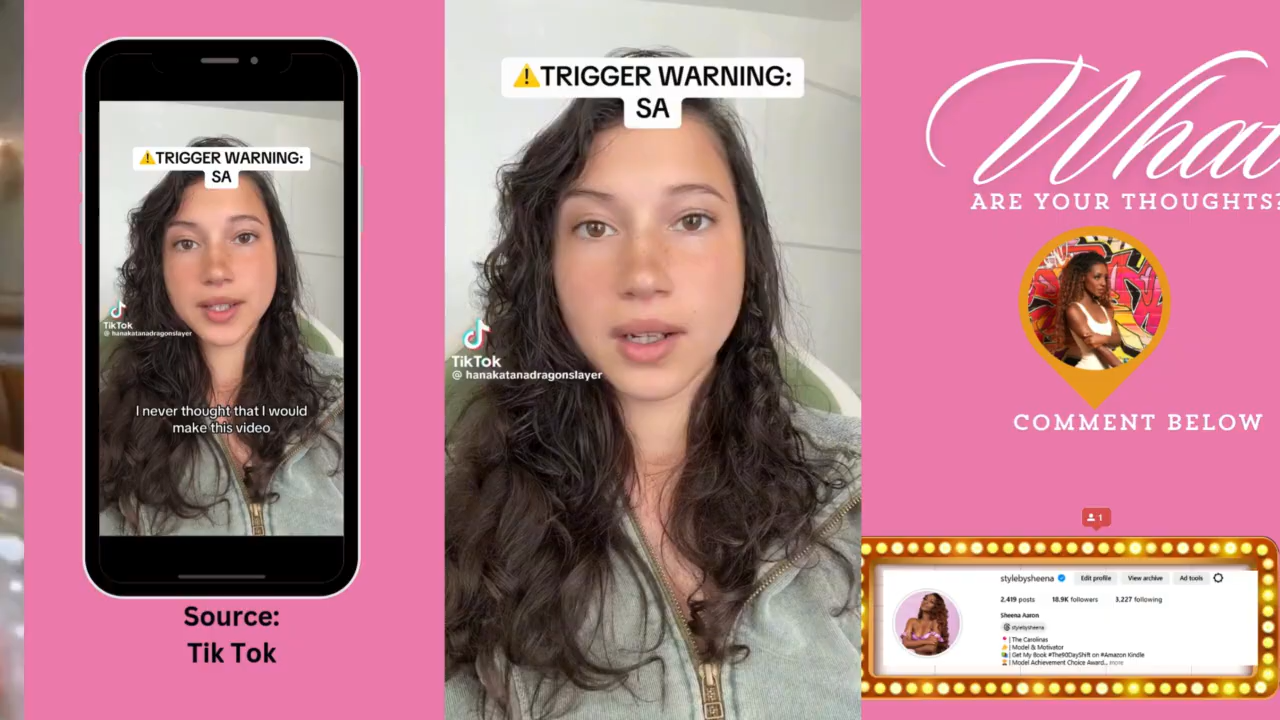 ⚠️TRIGGER WARNING:
SA
TikTok
@ hanakatanadragonslayer
I never thought that I would
make this video
Source:
Tik Tok
⚠️TRIGGER WARNING:
SA
TikTok
@ hanakatanadragonslayer
What
ARE YOUR THOUGHTS?
COMMENT BELOW
1
stylebysheena Edit profile View archive Ad tools
2,419 posts 18.9K followers 3,227 following
Sheena Aaron
stylebysheena
| The Carolinas
| Model & Motivator
| Get My Book #The90DayShift on #Amazon Kindle
| Model Achievement Choice Award... more